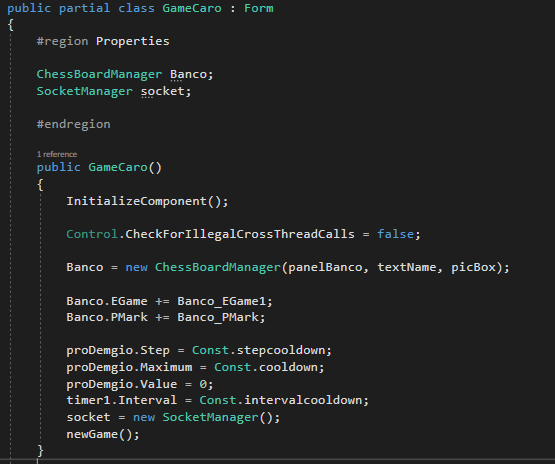 public partial class GameCaro : Form
{
#region Properties
ChessBoardManager Banco;
SocketManager socket;
#endregion
1 reference
public GameCaro()
{
InitializeComponent();
Control.CheckForIllegalCrossThreadCalls = false;
Banco = new ChessBoardManager(panelBanco, textName, picBox);
Banco.EGame += Banco_EGame1;
Banco.PMark += Banco_PMark;
proDemgio.Step = Const.stepcooldown;
proDemgio.Maximum = Const.cooldown;
proDemgio.Value = 0;
timer1.Interval = Const.intervalcooldown;
socket = new SocketManager();
newGame();
}